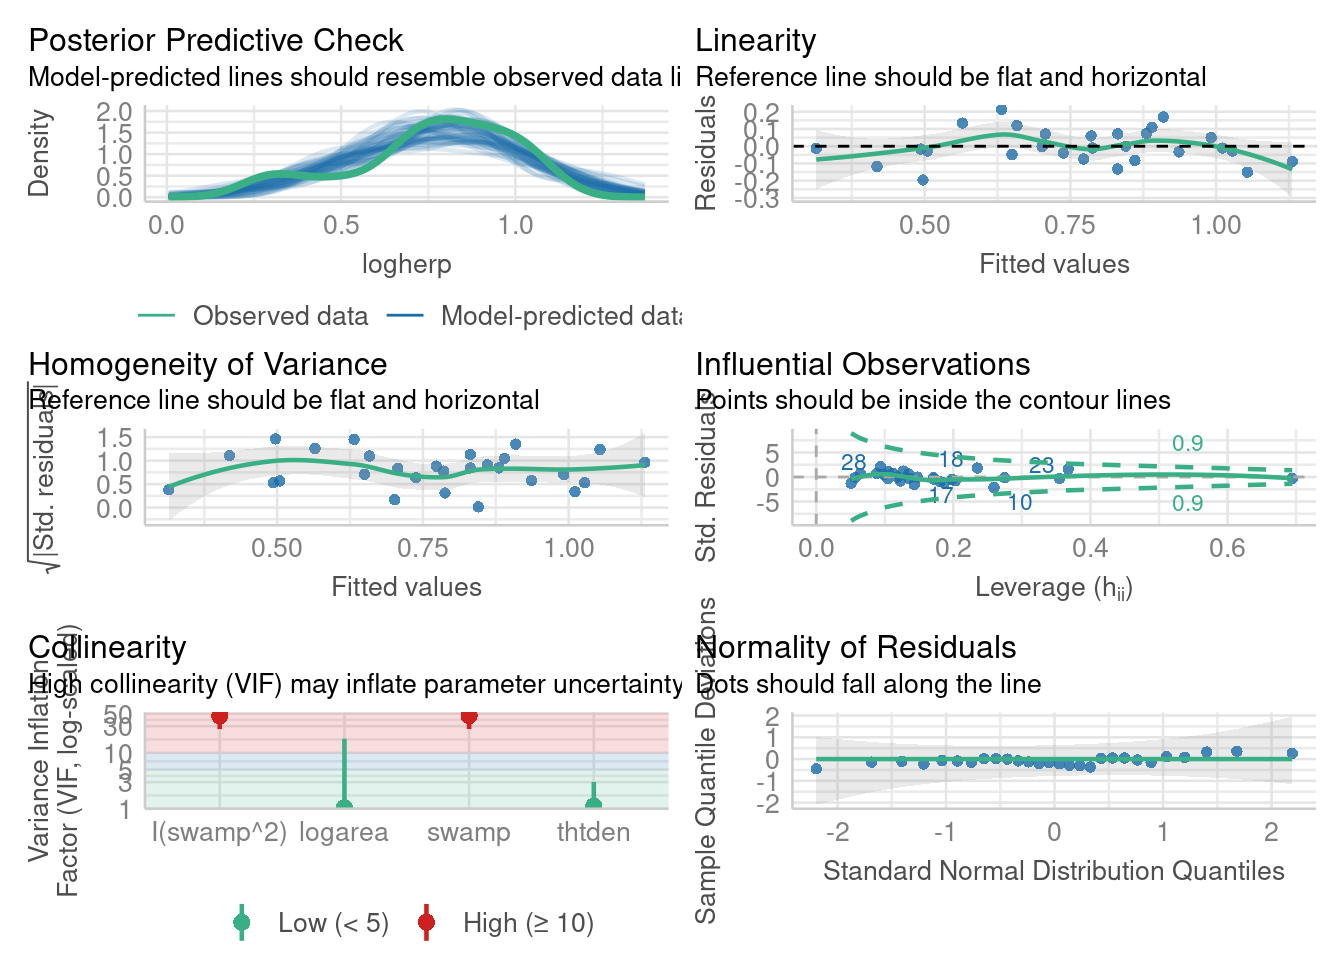 Posterior Predictive Check
Model-predicted lines should resemble observed data li
Density
2.0
1.5
1.0
0.5
0.0
0.0 0.5 1.0
logherp
Observed data Model-predicted data
Linearity
Reference line should be flat and horizontal
Residuals
0.2
0.1
0.0
-0.1
-0.2
-0.3
0.50 0.75 1.00
Fitted values
Homogeneity of Variance
Reference line should be flat and horizontal
√|Std. residuals|
1.5
1.0
0.5
0.0
0.50 0.75 1.00
Fitted values
Influential Observations
Points should be inside the contour lines
Std. Residuals
5
0
-5
0.9
28 18 23
17 10
0.9
0.0 0.2 0.4 0.6
Leverage (hii)
Collinearity
High collinearity (VIF) may inflate parameter uncertainty
Variance Inflation
Factor (VIF, log-scaled)
50
30
10
5
3
1
I(swamp^2) logarea swamp thtden
Low (< 5) High (≥ 10)
Normality of Residuals
Dots should fall along the line
Sample Quantile Deviations
2
1
0
-1
-2
-2 -1 0 1 2
Standard Normal Distribution Quantiles